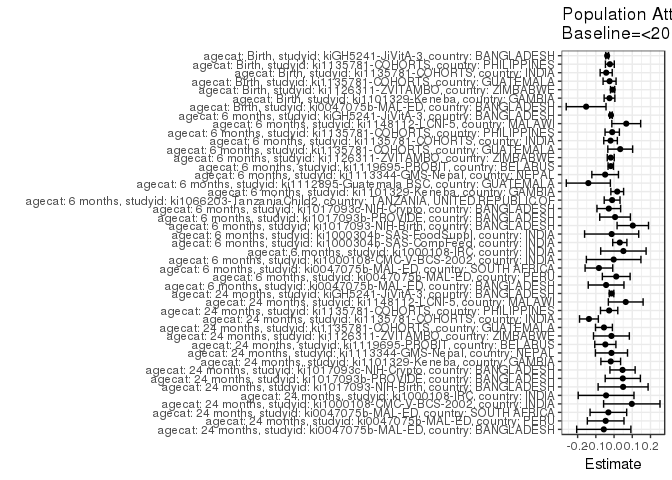 Population Att
Baseline=<20
agecat: Birth, studyid: kiGH5241-JiVitA-3, country: BANGLADESH
agecat: Birth, studyid: ki1135781-COHORTS, country: PHILIPPINES
agecat: Birth, studyid: ki1135781-COHORTS, country: INDIA
agecat: Birth, studyid: ki1135781-COHORTS, country: GUATEMALA
agecat: Birth, studyid: ki1126311-ZVITAMBO, country: ZIMBABWE
agecat: Birth, studyid: ki1101329-Keneba, country: GAMBIA
agecat: Birth, studyid: ki0047075b-MAL-ED, country: BANGLADESH
agecat: 6 months, studyid: kiGH5241-JiVitA-3, country: BANGLADESH
agecat: 6 months, studyid: ki1148112-LCNI-5, country: MALAWI
agecat: 6 months, studyid: ki1135781-COHORTS, country: PHILIPPINES
agecat: 6 months, studyid: ki1135781-COHORTS, country: INDIA
agecat: 6 months, studyid: ki1135781-COHORTS, country: GUATEMALA
agecat: 6 months, studyid: ki1126311-ZVITAMBO, country: ZIMBABWE
agecat: 6 months, studyid: ki1119695-PROBIT, country: BELARUS
agecat: 6 months, studyid: ki1113344-GMS-Nepal, country: NEPAL
agecat: 6 months, studyid: ki1112895-Guatemala BSC, country: GUATEMALA
agecat: 6 months, studyid: ki1101329-Keneba, country: GAMBIA
agecat: 6 months, studyid: ki1066203-TanzaniaChild2, country: TANZANIA, UNITED REPUBLIC OF
agecat: 6 months, studyid: ki1017093c-NIH-Crypto, country: BANGLADESH
agecat: 6 months, studyid: ki1017093b-PROVIDE, country: BANGLADESH
agecat: 6 months, studyid: ki1017093-NIH-Birth, country: BANGLADESH
agecat: 6 months, studyid: ki1000304b-SAS-FoodSuppl, country: INDIA
agecat: 6 months, studyid: ki1000304b-SAS-CompFeed, country: INDIA
agecat: 6 months, studyid: ki1000108-IRC, country: INDIA
agecat: 6 months, studyid: ki1000108-CMC-V-BCS-2002, country: INDIA
agecat: 6 months, studyid: ki0047075b-MAL-ED, country: SOUTH AFRICA
agecat: 6 months, studyid: ki0047075b-MAL-ED, country: PERU
agecat: 6 months, studyid: ki0047075b-MAL-ED, country: BANGLADESH
agecat: 24 months, studyid: kiGH5241-JiVitA-3, country: BANGLADESH
agecat: 24 months, studyid: ki1148112-LCNI-5, country: MALAWI
agecat: 24 months, studyid: ki1135781-COHORTS, country: PHILIPPINES
agecat: 24 months, studyid: ki1135781-COHORTS, country: INDIA
agecat: 24 months, studyid: ki1135781-COHORTS, country: GUATEMALA
agecat: 24 months, studyid: ki1126311-ZVITAMBO, country: ZIMBABWE
agecat: 24 months, studyid: ki1119695-PROBIT, country: BELARUS
agecat: 24 months, studyid: ki1113344-GMS-Nepal, country: NEPAL
agecat: 24 months, studyid: ki1101329-Keneba, country: GAMBIA
agecat: 24 months, studyid: ki1017093c-NIH-Crypto, country: BANGLADESH
agecat: 24 months, studyid: ki1017093b-PROVIDE, country: BANGLADESH
agecat: 24 months, studyid: ki1017093-NIH-Birth, country: BANGLADESH
agecat: 24 months, studyid: ki1000108-IRC, country: INDIA
agecat: 24 months, studyid: ki1000108-CMC-V-BCS-2002, country: INDIA
agecat: 24 months, studyid: ki0047075b-MAL-ED, country: SOUTH AFRICA
agecat: 24 months, studyid: ki0047075b-MAL-ED, country: PERU
agecat: 24 months, studyid: ki0047075b-MAL-ED, country: BANGLADESH
-0.2 -0.1 0.0 0.1 0.2
Estimate